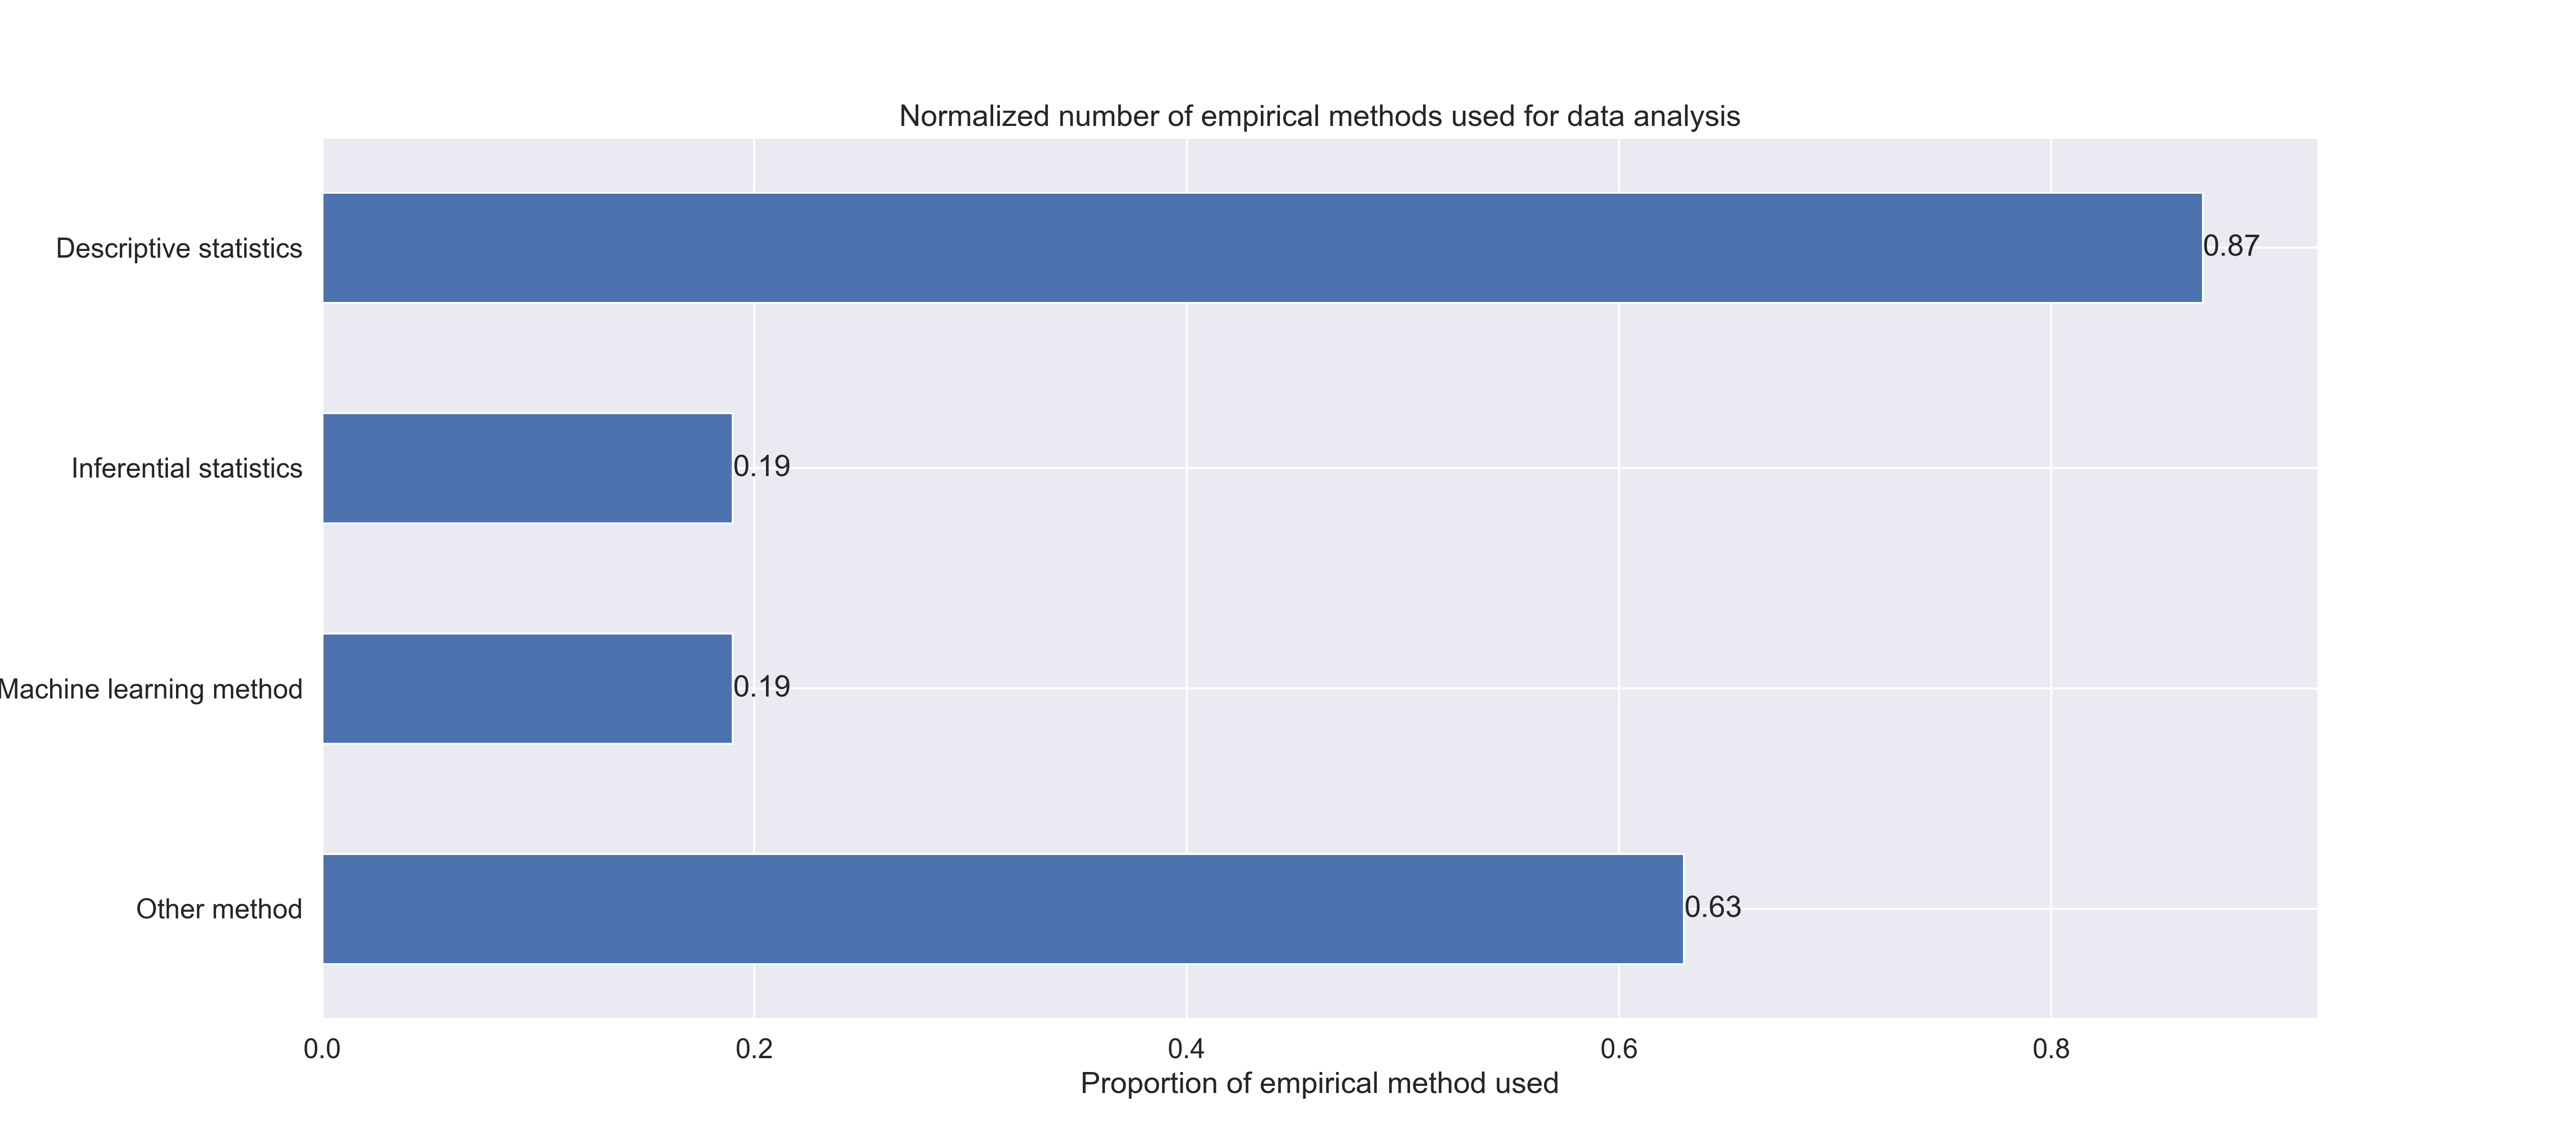 Normalized number of empirical methods used for data analysis
Descriptive statistics
0.87
Inferential statistics
0.19
Machine learning method
0.19
Other method
0.63
0.0 0.2 0.4 0.6 0.8
Proportion of empirical method used